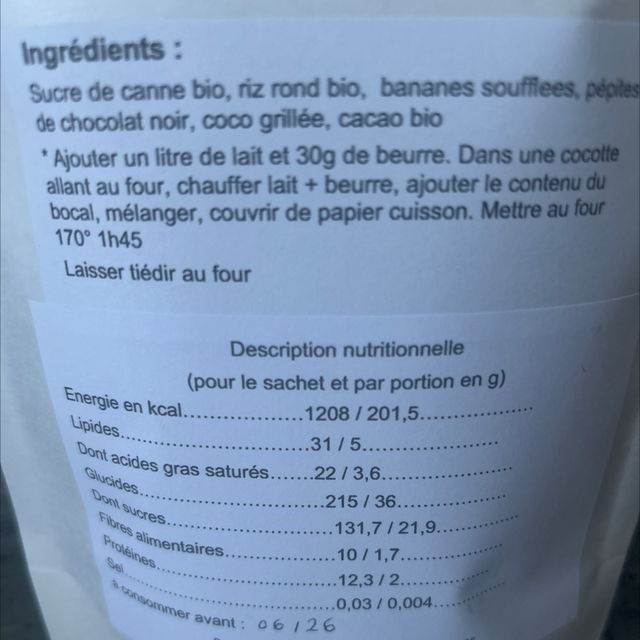 Ingrédients :
Sucre de canne bio, riz rond bio, bananes soufflees, pépites
de chocolat noir, coco grillée, cacao bio
* Ajouter un litre de lait et 30g de beurre. Dans une cocotte
allant au four, chauffer lait + beurre, ajouter le contenu du
bocal, mélanger, couvrir de papier cuisson. Mettre au four
170° 1h45
Laisser tiédir au four
Description nutritionnelle
(pour le sachet et par portion en g)
Energie en kcal....................1208 / 201,5...................
Lipides................................31 / 5.......................
Dont acides gras saturés.......22 / 3,6......................
Glucides..............................215 / 36...................
Dont sucres.........................131,7 / 21,9.............
Fibres alimentaires................10 / 1,7..................
Protéines..............................12,3 / 2...............
Sel......................................0,03 / 0,004.............
à consommer avant : 06/26